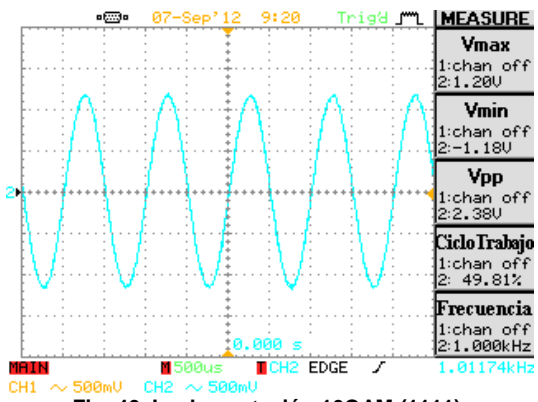 07-Sep'12 9:20 Trig'd MEASURE
Vmax
1:chan off
2:1.20V
Vmin
1:chan off
2:-1.18V
Vpp
1:chan off
2:2.38V
CicloTrabajo
1:chan off
2: 49.81%
Frecuencia
1:chan off
2:1.000kHz
2
0.000 s
MAIN M 500us T CH2 EDGE 1.01174kHz
CH1 ~ 500mV CH2 ~ 500mV